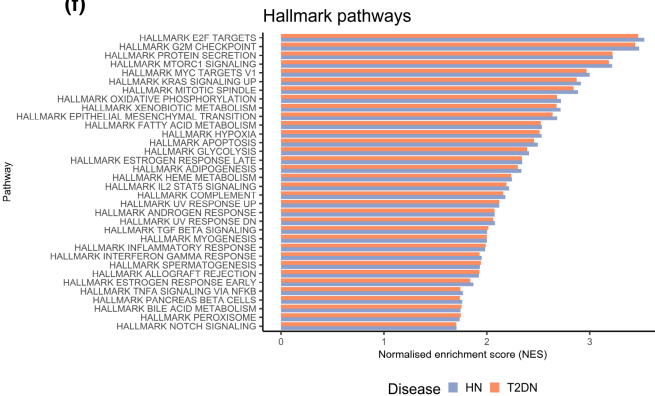 (f)
Hallmark pathways
HALLMARK E2F TARGETS
HALLMARK G2M CHECKPOINT
HALLMARK PROTEIN SECRETION
HALLMARK MTORC1 SIGNALING
HALLMARK MYC TARGETS V1
HALLMARK KRAS SIGNALING UP
HALLMARK MITOTIC SPINDLE
HALLMARK OXIDATIVE PHOSPHORYLATION
HALLMARK XENOBIOTIC METABOLISM
HALLMARK EPITHELIAL MESENCHYMAL TRANSITION
HALLMARK FATTY ACID METABOLISM
HALLMARK HYPOXIA
HALLMARK APOPTOSIS
HALLMARK GLYCOLYSIS
HALLMARK ESTROGEN RESPONSE LATE
HALLMARK ADIPOGENESIS
HALLMARK HEME METABOLISM
HALLMARK IL2 STAT5 SIGNALING
HALLMARK COMPLEMENT
HALLMARK UV RESPONSE UP
HALLMARK ANDROGEN RESPONSE
HALLMARK UV RESPONSE DN
HALLMARK TGF BETA SIGNALING
HALLMARK MYOGENESIS
HALLMARK INFLAMMATORY RESPONSE
HALLMARK INTERFERON GAMMA RESPONSE
HALLMARK SPERMATOGENESIS
HALLMARK ALLOGRAFT REJECTION
HALLMARK ESTROGEN RESPONSE EARLY
HALLMARK TNFA SIGNALING VIA NFKB
HALLMARK PANCREAS BETA CELLS
HALLMARK BILE ACID METABOLISM
HALLMARK PEROXISOME
HALLMARK NOTCH SIGNALING
Pathway
0 1 2 3
Normalised enrichment score (NES)
Disease HN T2DN